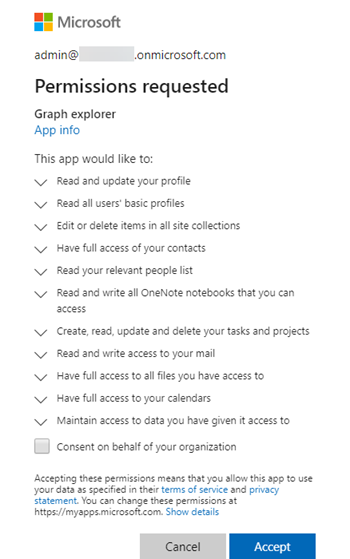 Microsoft
admin@ .onmicrosoft.com
Permissions requested
Graph explorer
App info
This app would like to:
Read and update your profile
Read all users' basic profiles
Edit or delete items in all site collections
Have full access of your contacts
Read your relevant people list
Read and write all OneNote notebooks that you can
access
Create, read, update and delete your tasks and projects
Read and write access to your mail
Have full access to all files you have access to
Have full access to your calendars
Maintain access to data you have given it access to
Consent on behalf of your organization
Accepting these permissions means that you allow this app to use
your data as specified in their terms of service and privacy
statement. You can change these permissions at
https://myapps.microsoft.com. Show details
Cancel Accept